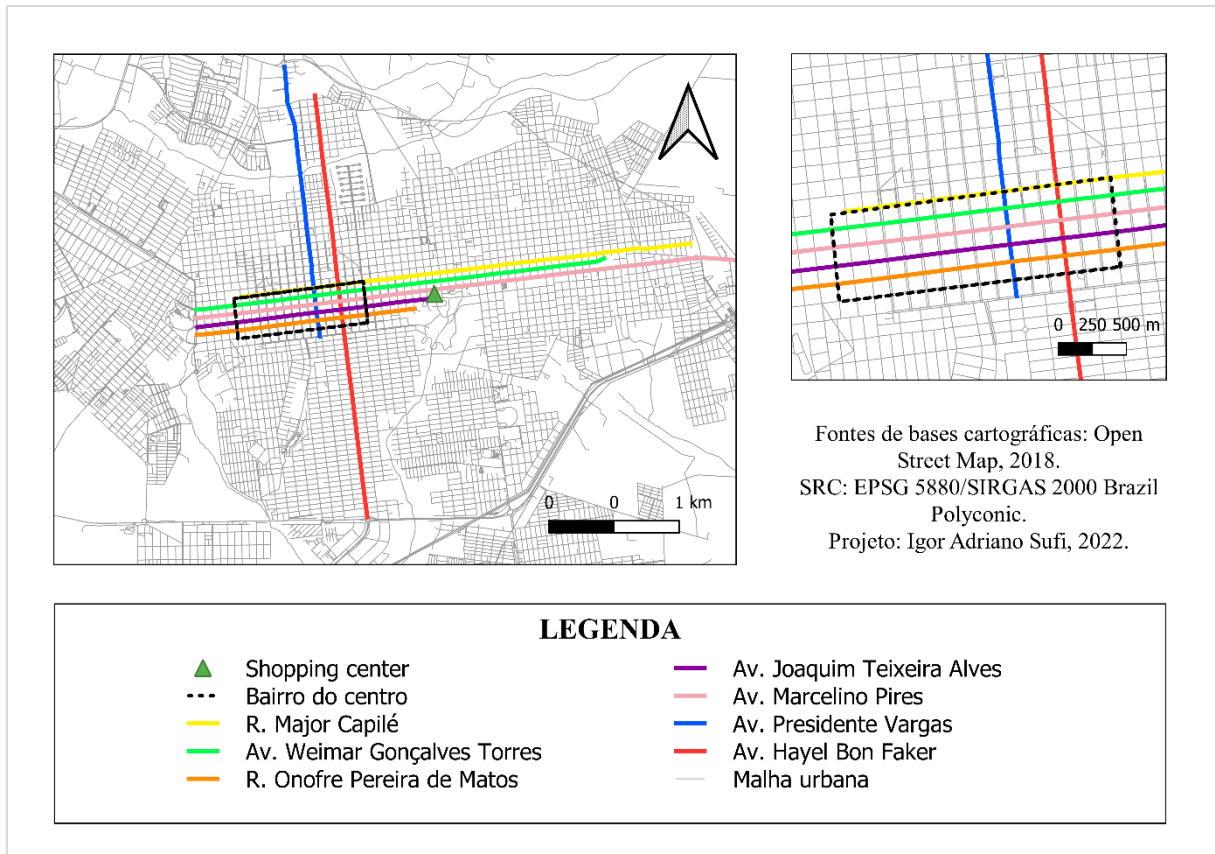 0 0 1 km
0 250 500 m
Fontes de bases cartográficas: Open
Street Map, 2018.
SRC: EPSG 5880/SIRGAS 2000 Brazil
Polyconic.
Projeto: Igor Adriano Sufi, 2022.
LEGENDA
Shopping center
Bairro do centro
R. Major Capilé
Av. Weimar Gonçalves Torres
R. Onofre Pereira de Matos
Av. Joaquim Teixeira Alves
Av. Marcelino Pires
Av. Presidente Vargas
Av. Hayel Bon Faker
Malha urbana